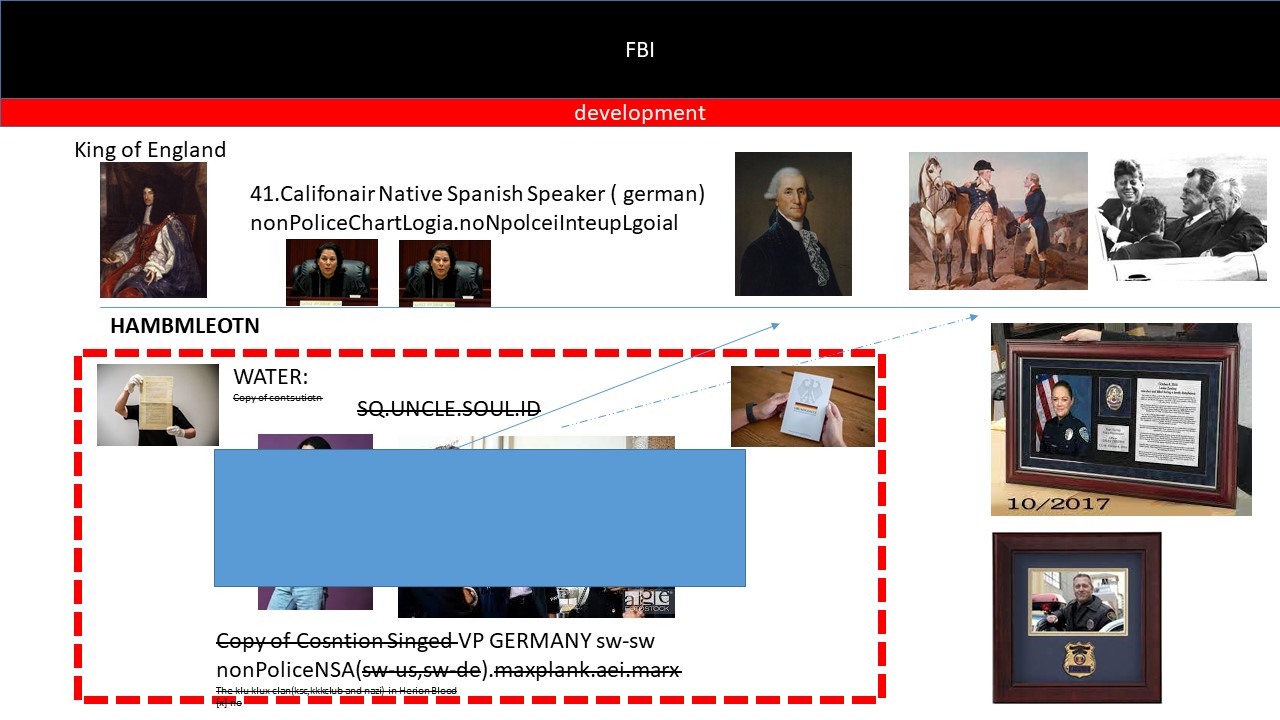 FBI
development
King of England
41.Califonair Native Spanish Speaker ( german)
nonPoliceChartLogia.noNpolceiInteupLgoial
HAMBMLEOTN
WATER:
Copy of contsutiotn
SQ.UNCLE.SOUL.ID
10/2017
Copy of Cosntion Singed VP GERMANY sw-sw
nonPoliceNSA(sw-us,sw-de).maxplank.aei.marx
The klu klux clan(ksc,kkkclub and nazi) in Herion Blood
[x] no